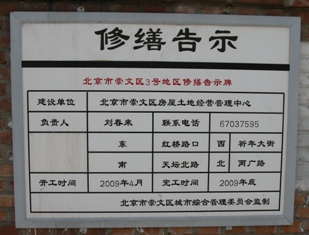 修缮告示
北京市崇文区3号地区修缮告示牌
建设单位 北京市崇文区房屋土地经营管理中心
负责人 刘春来 联系电话 67037595
东 红桥路口 西 祈年大街
南 天坛北路 北 两广路
开工时间 2009年4月 完工时间 2009年底
北京市崇文区城市综合管理委员会监制